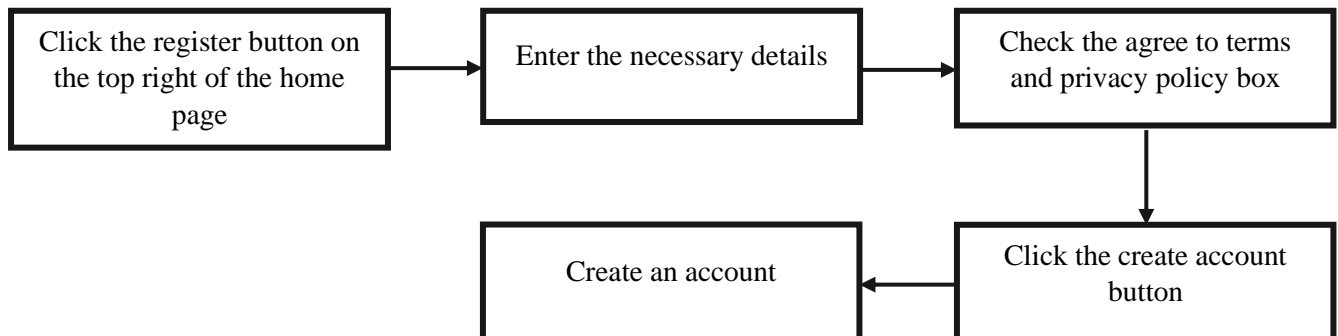 Click the register button on
the top right of the home
page
Enter the necessary details
Check the agree to terms
and privacy policy box
Click the create account
button
Create an account